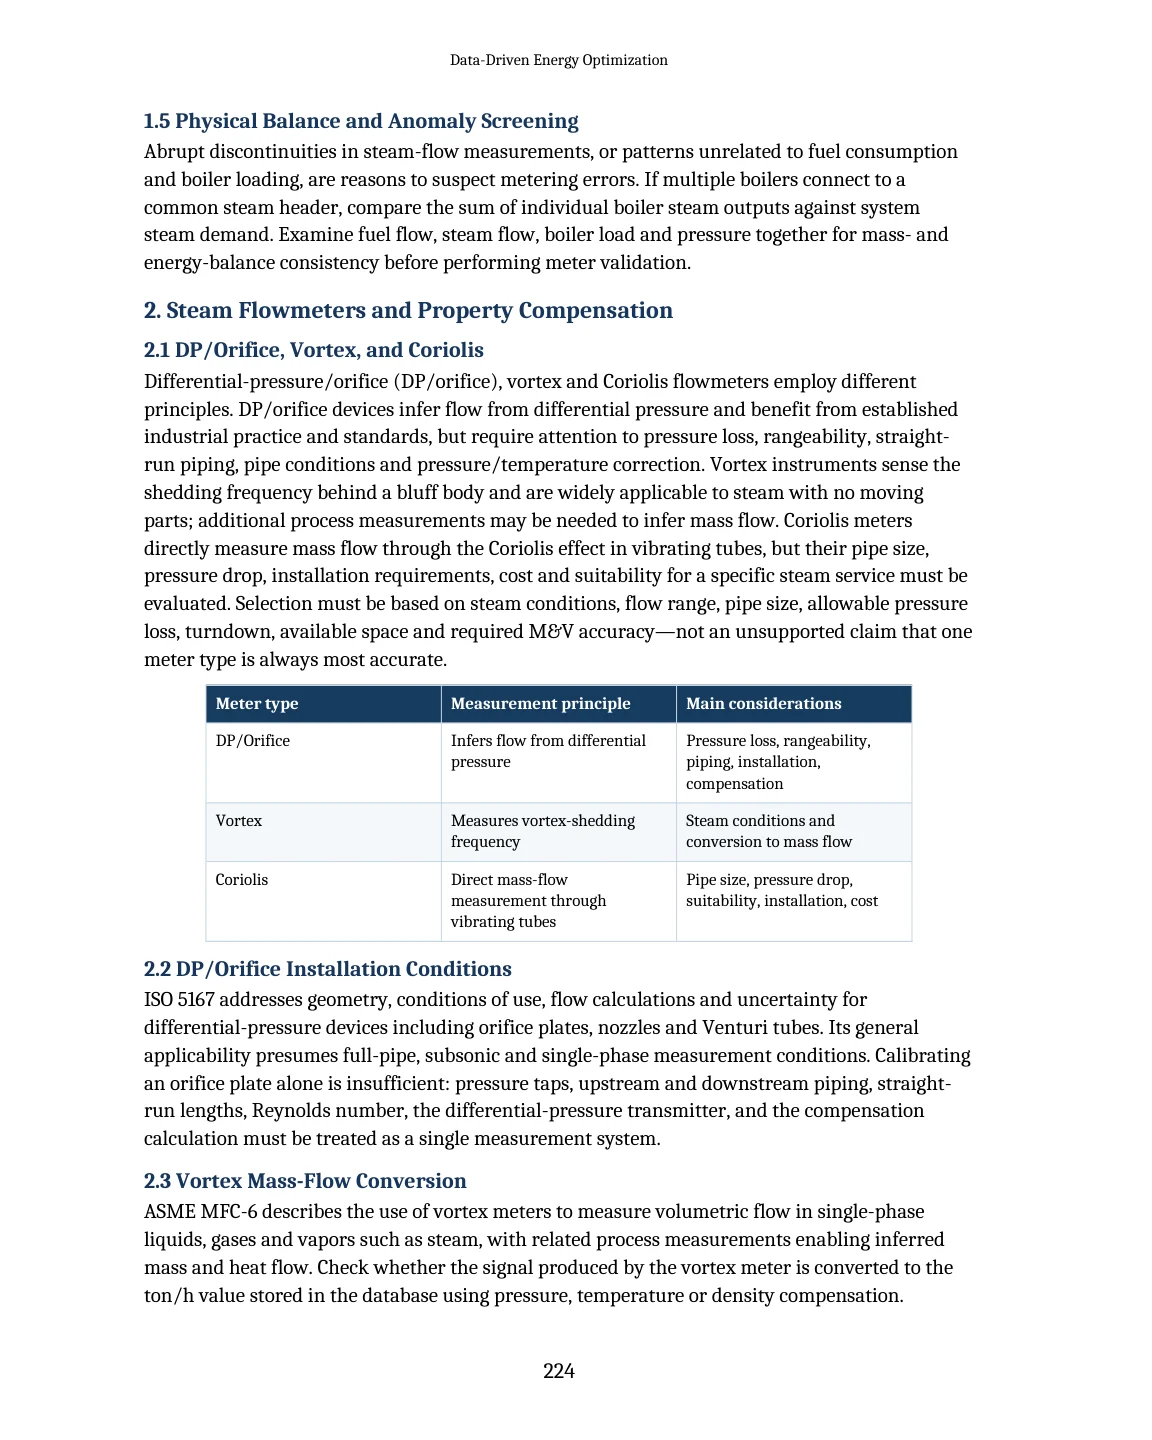 Data-Driven Energy Optimization
1.5 Physical Balance and Anomaly Screening
Abrupt discontinuities in steam-flow measurements, or patterns unrelated to fuel consumption
and boiler loading, are reasons to suspect metering errors. If multiple boilers connect to a
common steam header, compare the sum of individual boiler steam outputs against system
steam demand. Examine fuel flow, steam flow, boiler load and pressure together for mass- and
energy-balance consistency before performing meter validation.
2. Steam Flowmeters and Property Compensation
2.1 DP/Orifice, Vortex, and Coriolis
Differential-pressure/orifice (DP/orifice), vortex and Coriolis flowmeters employ different
principles. DP/orifice devices infer flow from differential pressure and benefit from established
industrial practice and standards, but require attention to pressure loss, rangeability, straight-
run piping, pipe conditions and pressure/temperature correction. Vortex instruments sense the
shedding frequency behind a bluff body and are widely applicable to steam with no moving
parts; additional process measurements may be needed to infer mass flow. Coriolis meters
directly measure mass flow through the Coriolis effect in vibrating tubes, but their pipe size,
pressure drop, installation requirements, cost and suitability for a specific steam service must be
evaluated. Selection must be based on steam conditions, flow range, pipe size, allowable pressure
loss, turndown, available space and required M&V accuracy—not an unsupported claim that one
meter type is always most accurate.
Meter type
Measurement principle
Main considerations
DP/Orifice
Infers flow from differential
pressure
Pressure loss, rangeability,
piping, installation,
compensation
Vortex
Measures vortex-shedding
frequency
Steam conditions and
conversion to mass flow
Coriolis
Direct mass-flow
measurement through
vibrating tubes
Pipe size, pressure drop,
suitability, installation, cost
2.2 DP/Orifice Installation Conditions
ISO 5167 addresses geometry, conditions of use, flow calculations and uncertainty for
differential-pressure devices including orifice plates, nozzles and Venturi tubes. Its general
applicability presumes full-pipe, subsonic and single-phase measurement conditions. Calibrating
an orifice plate alone is insufficient: pressure taps, upstream and downstream piping, straight-
run lengths, Reynolds number, the differential-pressure transmitter, and the compensation
calculation must be treated as a single measurement system.
2.3 Vortex Mass-Flow Conversion
ASME MFC-6 describes the use of vortex meters to measure volumetric flow in single-phase
liquids, gases and vapors such as steam, with related process measurements enabling inferred
mass and heat flow. Check whether the signal produced by the vortex meter is converted to the
ton/h value stored in the database using pressure, temperature or density compensation.
224